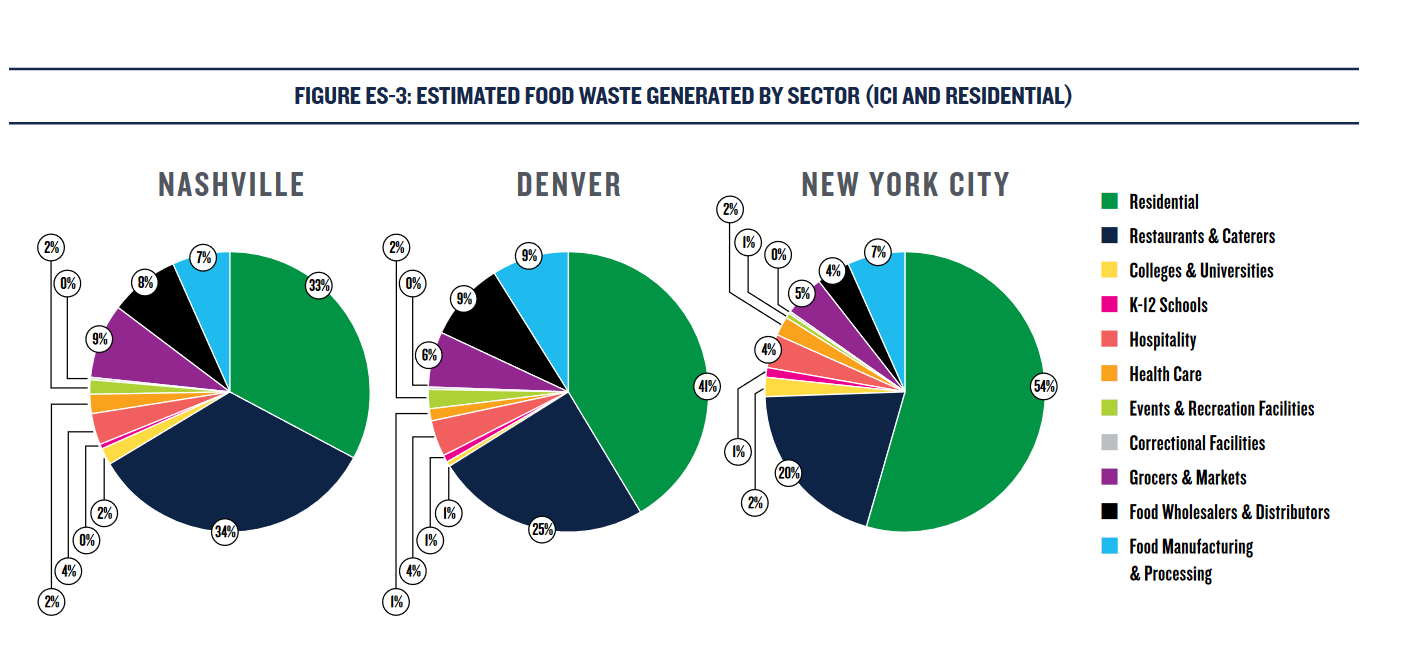 FIGURE ES-3: ESTIMATED FOOD WASTE GENERATED BY SECTOR (ICI AND RESIDENTIAL)
NASHVILLE
2%
0%
9%
8%
7%
33%
34%
2%
0%
4%
2%
DENVER
2%
0%
6%
9%
9%
41%
25%
1%
1%
4%
1%
NEW YORK CITY
2%
1%
0%
5%
4%
7%
54%
4%
20%
1%
2%
Residential
Restaurants & Caterers
Colleges & Universities
K-12 Schools
Hospitality
Health Care
Events & Recreation Facilities
Correctional Facilities
Grocers & Markets
Food Wholesalers & Distributors
Food Manufacturing
& Processing